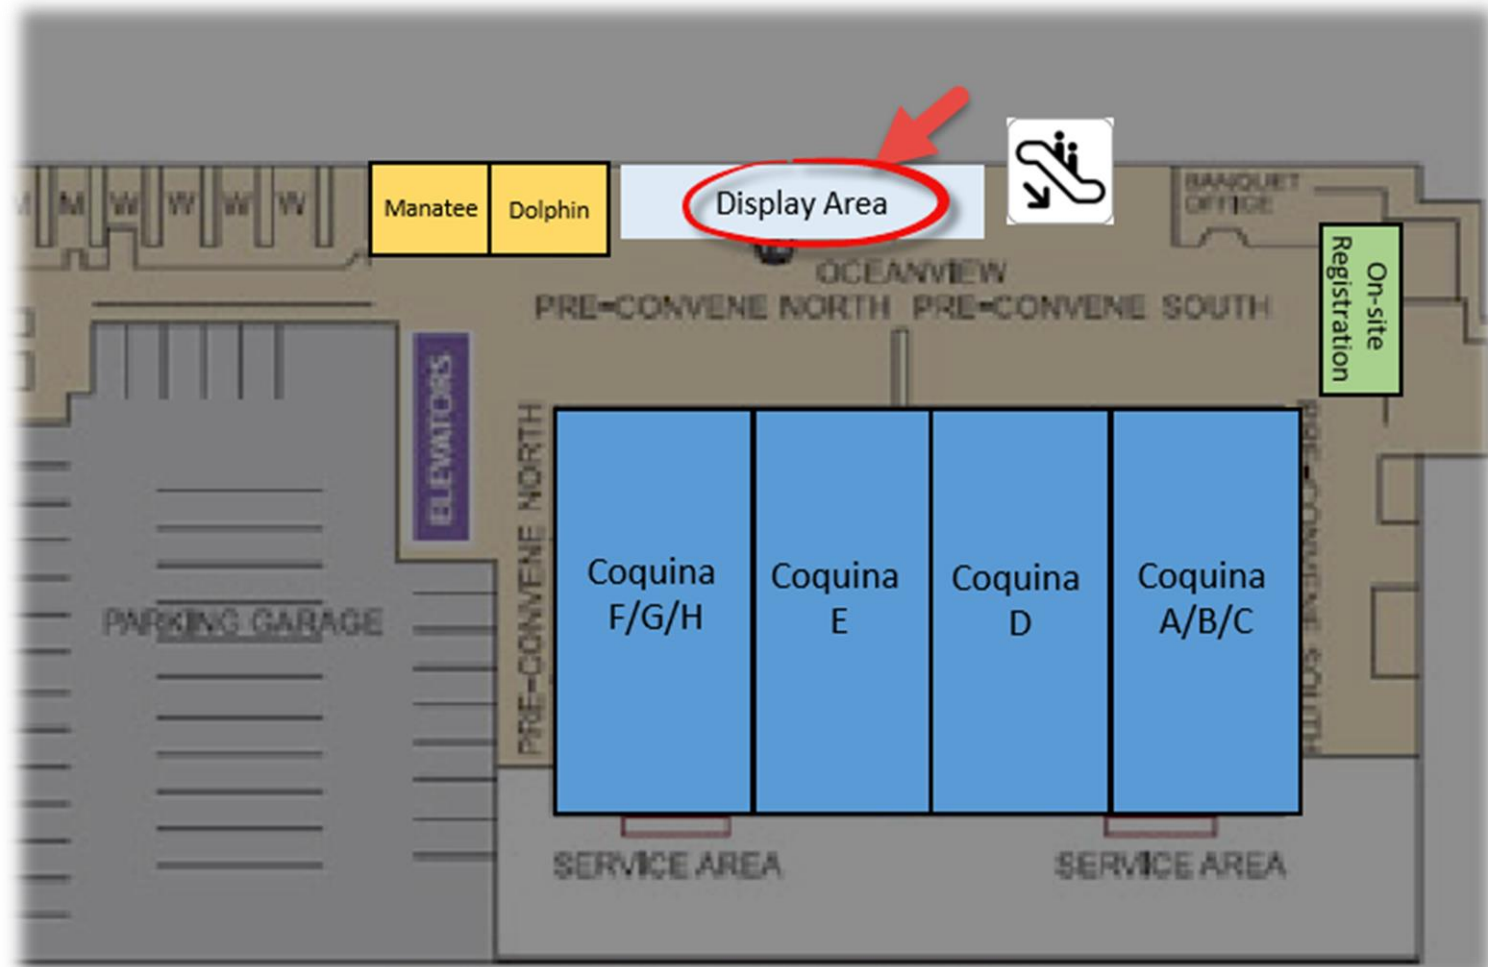 M W W W W
Manatee
Dolphin
Display Area
BANQUET
OFFICE
On-site
Registration
OCEANVIEW
PRE-CONVENE NORTH PRE-CONVENE SOUTH
ELEVATORS
PRE-CONVENE NORTH
Coquina
F/G/H
Coquina
E
Coquina
D
Coquina
A/B/C
PRE-CONVENE SOUTH
PARKING GARAGE
SERVICE AREA
SERVICE AREA